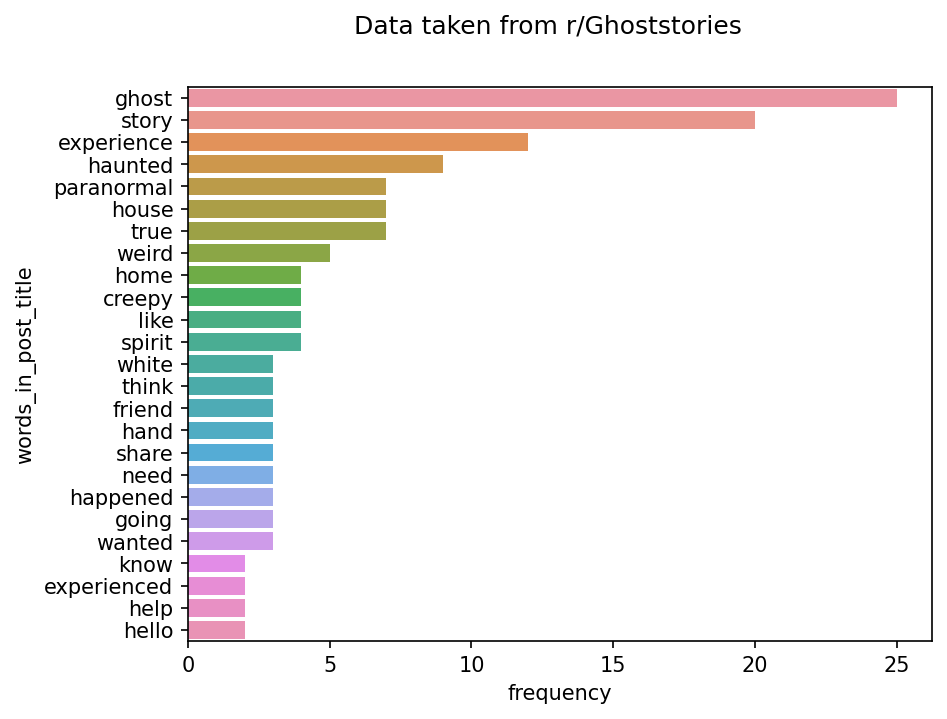 Data taken from r/Ghoststories
words_in_post_title
ghost
story
experience
haunted
paranormal
house
true
weird
home
creepy
like
spirit
white
think
friend
hand
share
need
happened
going
wanted
know
experienced
help
hello
0 5 10 15 20 25
frequency